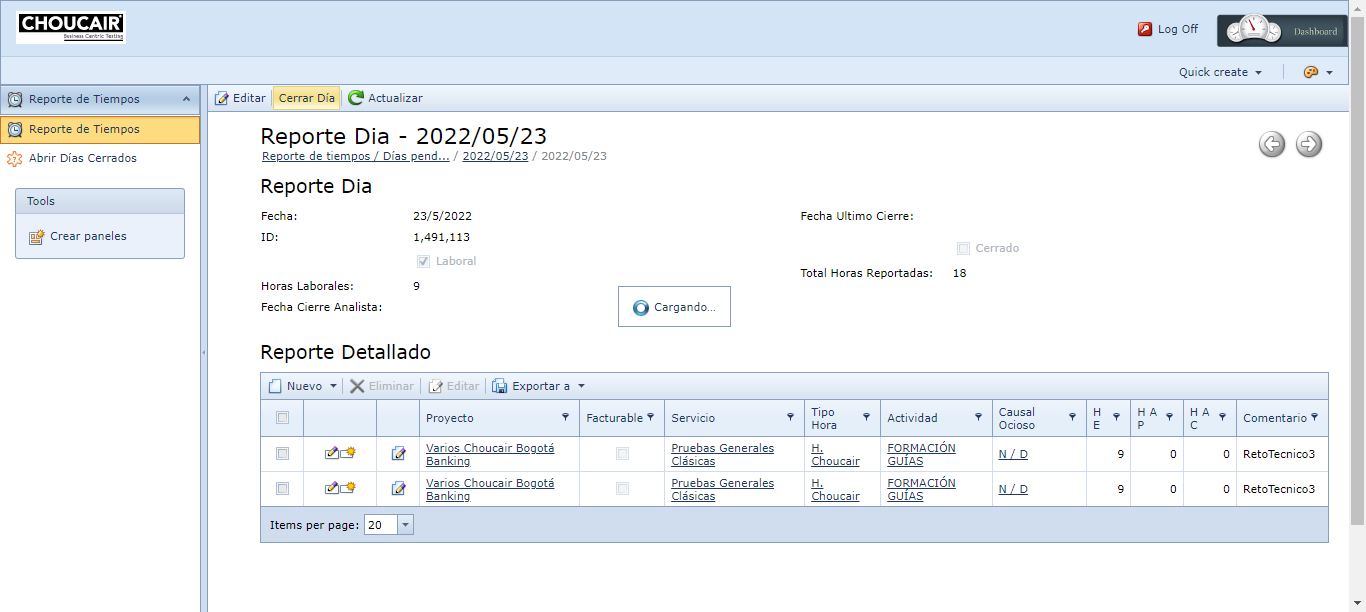 CHOUCAIR
Business Centric Testing
Log Off
Dashboard
Quick create
Reporte de Tiempos
Editar
Cerrar Día
Actualizar
Reporte de Tiempos
Abrir Días Cerrados
Tools
Crear paneles
Reporte Dia - 2022/05/23
Reporte de tiempos / Días pend... / 2022/05/23 / 2022/05/23
Reporte Dia
Fecha: 23/5/2022
Fecha Ultimo Cierre:
ID: 1,491,113
Cerrado
Laboral
Total Horas Reportadas: 18
Horas Laborales: 9
Fecha Cierre Analista:
Cargando...
Reporte Detallado
Nuevo Eliminar Editar Exportar a
Proyecto Facturable Servicio Tipo Hora Actividad Causal Ocioso H E H A P H A C Comentario
Varios Choucair Bogotá Banking Pruebas Generales Clásicas H. Choucair FORMACIÓN GUÍAS N / D 9 0 0 RetoTecnico3
Varios Choucair Bogotá Banking Pruebas Generales Clásicas H. Choucair FORMACIÓN GUÍAS N / D 9 0 0 RetoTecnico3
Items per page: 20